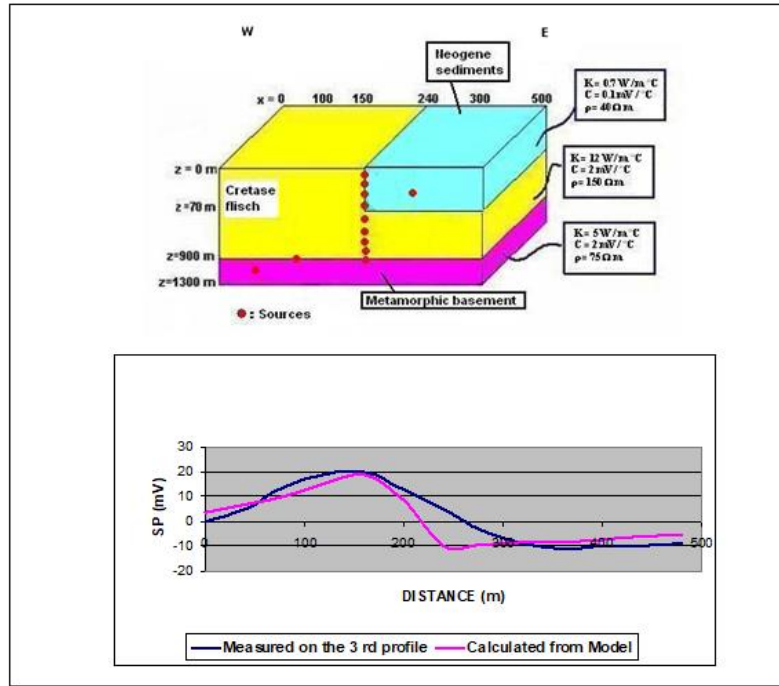 W E
Neogene
sediments
x = 0 100 150 240 300 500
K = 0.7 W/m °C
C = 0.1 mV / °C
ρ = 40 Ω m
z = 0 m
K = 12 W/m °C
C = 2 mV / °C
ρ = 150 Ω m
Cretase
flisch
z = 70 m
K = 5 W/m °C
C = 2 mV / °C
ρ = 75 Ω m
z=900 m
z=1300 m
Metamorphic basement
: Sources
30
20
10
0
-10
-20
SP (mV)
0 100 200 300 400 500
DISTANCE (m)
Measured on the 3 rd profile Calculated from Model